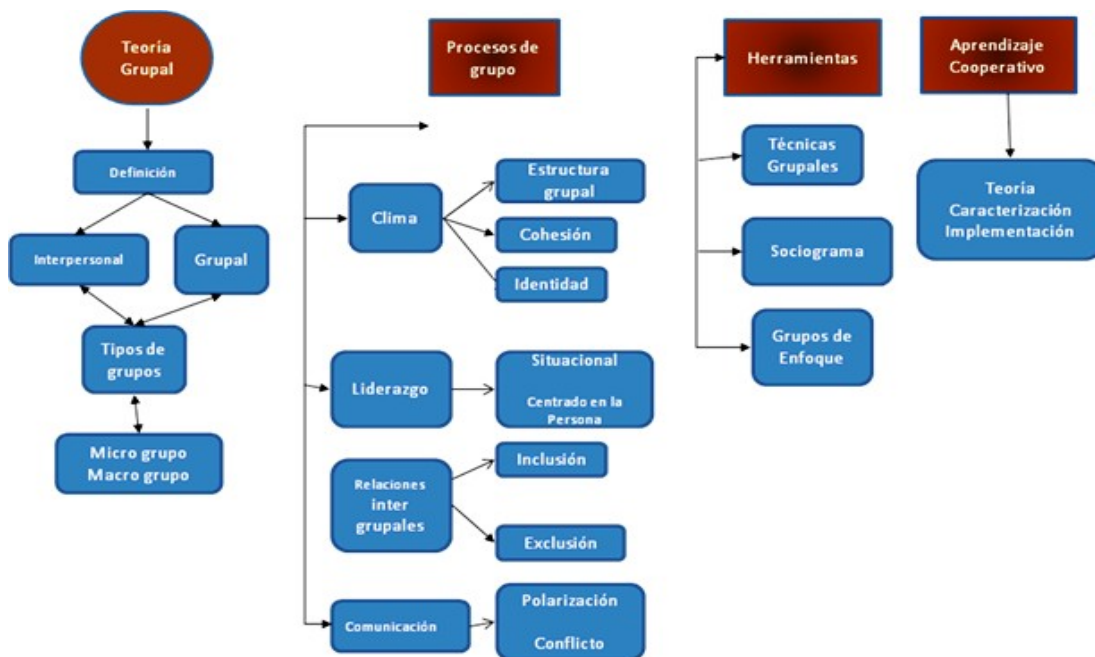 Teoría
Grupal
Definición
Interpersonal
Grupal
Tipos de
grupos
Micro grupo
Macro grupo
Procesos de
grupo
Clima
Estructura
grupal
Cohesión
Identidad
Liderazgo
Situacional
Centrado en la
Persona
Relaciones
inter
grupales
Inclusión
Exclusión
Comunicación
Polarización
Conflicto
Herramientas
Técnicas
Grupales
Sociograma
Grupos de
Enfoque
Aprendizaje
Cooperativo
Teoría
Caracterización
Implementación